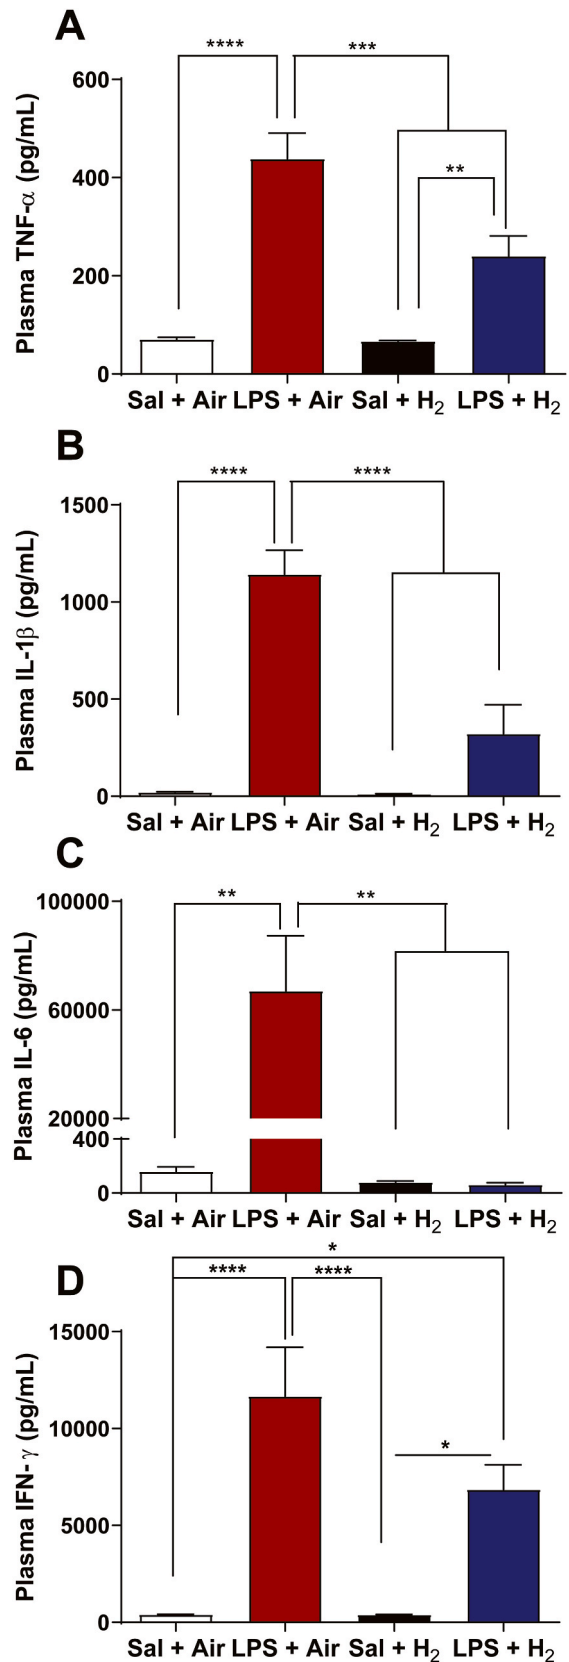 A
**** ***
600
**
400
200
0
Plasma TNF-α (pg/mL)
Sal + Air LPS + Air Sal + H₂ LPS + H₂
B
**** ****
1500
1000
500
0
Plasma IL-1β (pg/mL)
Sal + Air LPS + Air Sal + H₂ LPS + H₂
C
** **
100000
60000
20000
400
0
Plasma IL-6 (pg/mL)
Sal + Air LPS + Air Sal + H₂ LPS + H₂
*
D
**** ****
15000
10000
*
5000
0
Plasma IFN-γ (pg/mL)
Sal + Air LPS + Air Sal + H₂ LPS + H₂